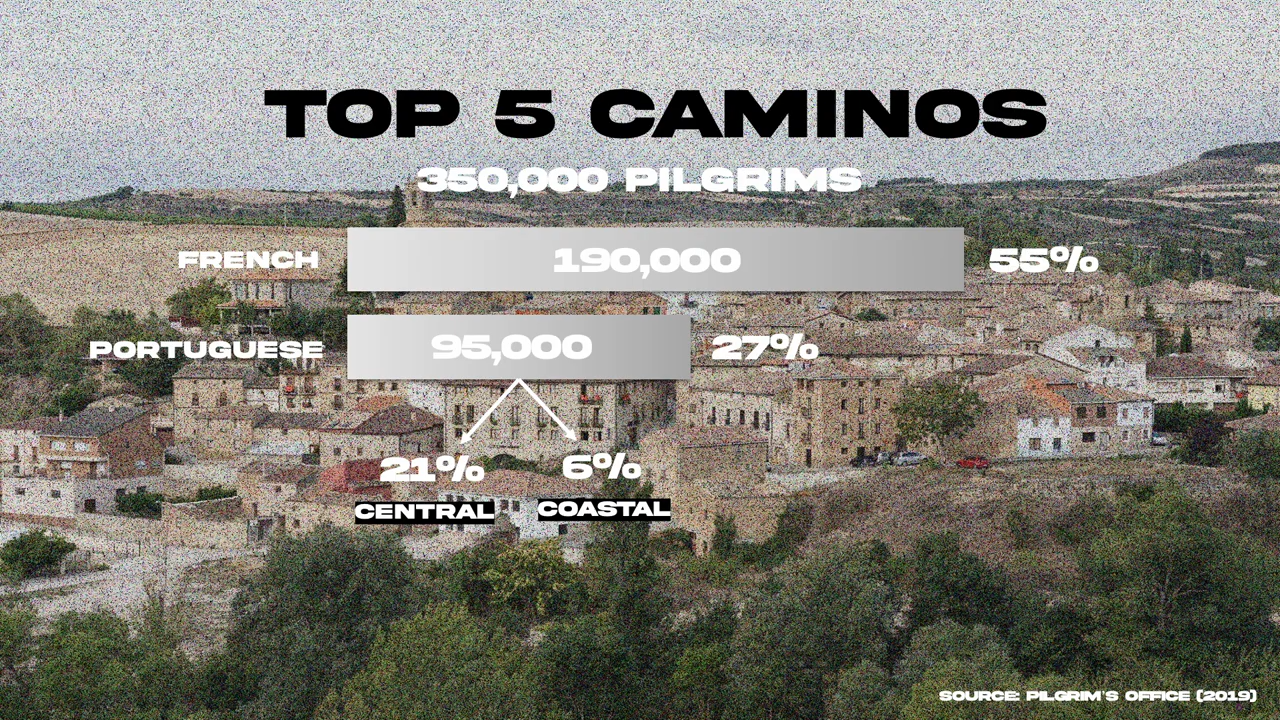 TOP 5 CAMINOS
350,000 PILGRIMS
FRENCH 190,000 55%
PORTUGUESE 95,000 27%
21% 6%
CENTRAL COASTAL
SOURCE: PILGRIM'S OFFICE (2019)